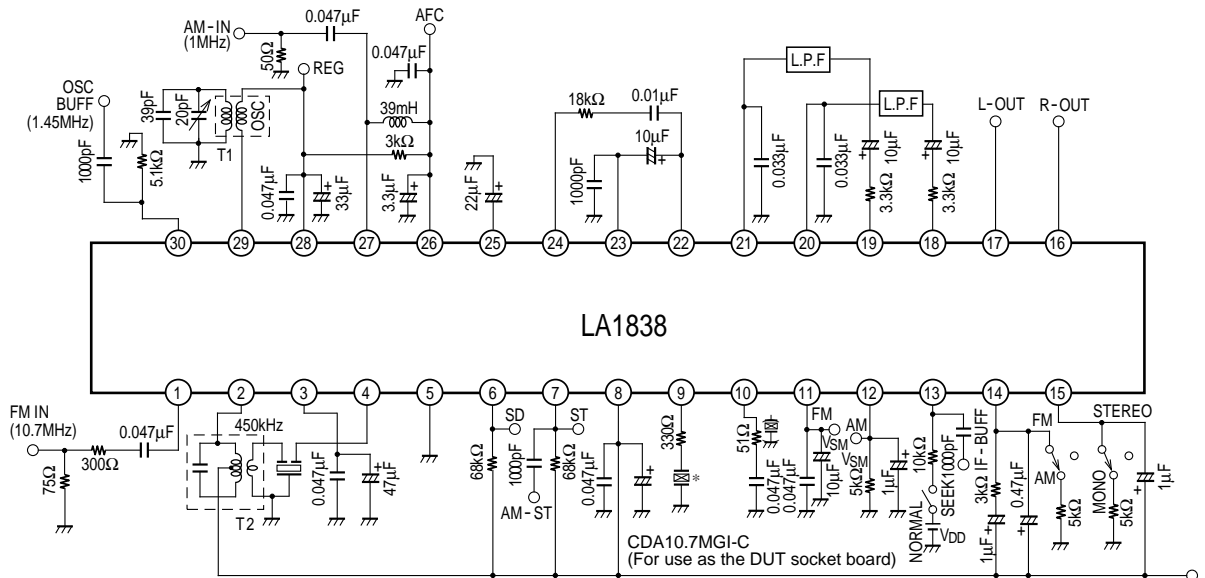 AM-IN
(1MHz)
0.047µF
AFC
50Ω
REG
0.047µF
OSC
BUFF
(1.45MHz)
39pF
20pF
OSC
T1
1000pF
5.1kΩ
39mH
3kΩ
0.047µF
33µF
3.3µF
22µF
18kΩ
0.01µF
10µF
1000pF
L.P.F
L.P.F
L-OUT
R-OUT
0.033µF
0.033µF
10µF
10µF
3.3kΩ
3.3kΩ
30 29 28 27 26 25 24 23 22 21 20 19 18 17 16
LA1838
1 2 3 4 5 6 7 8 9 10 11 12 13 14 15
FM IN
(10.7MHz)
75Ω
300Ω
0.047µF
450kHz
T2
0.047µF
47µF
68kΩ
SD
1000pF
AM-ST
ST
68kΩ
0.047µF
330Ω
*
51Ω
0.047µF
0.047µF
FM
VSM
10µF
AM
VSM
5kΩ
1µF
10kΩ
SEEK
1000pF
IF-BUFF
NORMAL
VDD
3kΩ
1µF
0.47µF
FM
AM
5kΩ
STEREO
MONO
5kΩ
1µF
CDA10.7MGI-C
(For use as the DUT socket board)